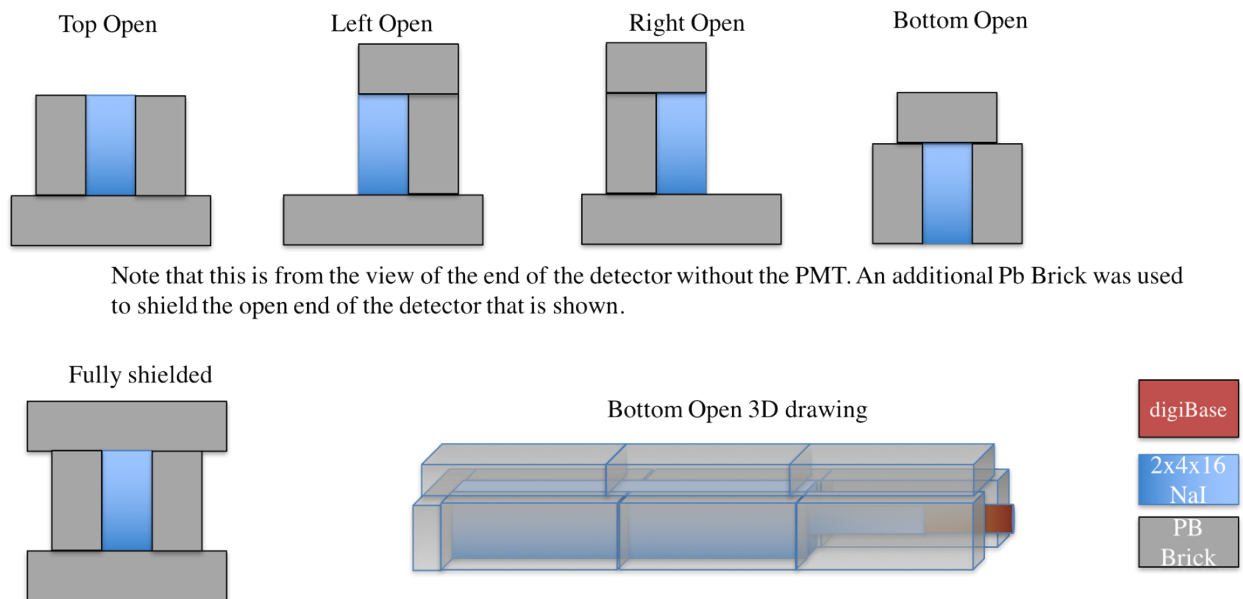 Top Open
Left Open
Right Open
Bottom Open
Note that this is from the view of the end of the detector without the PMT. An additional Pb Brick was used
to shield the open end of the detector that is shown.
Fully shielded
Bottom Open 3D drawing
digiBase
2x4x16
NaI
PB
Brick